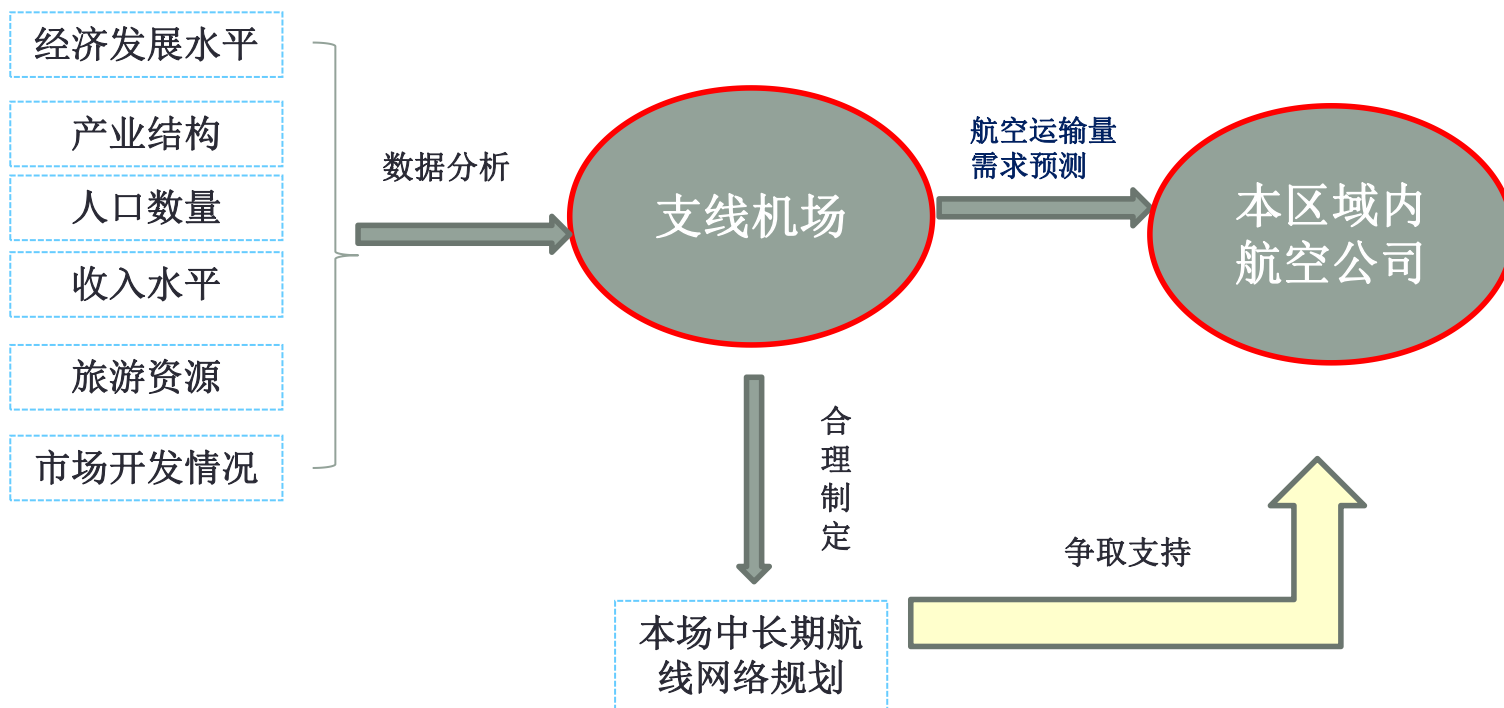 经济发展水平
产业结构
人口数量
收入水平
旅游资源
市场开发情况
数据分析
支线机场
航空运输量
需求预测
本区域内
航空公司
合理制定
争取支持
本场中长期航
线网络规划